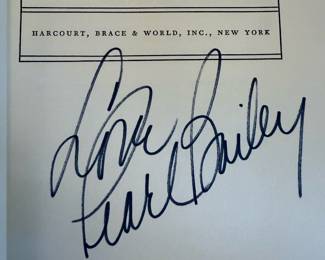 HARCOURT, BRACE & WORLD, INC., NEW YORK
Love
Pearl Bailey